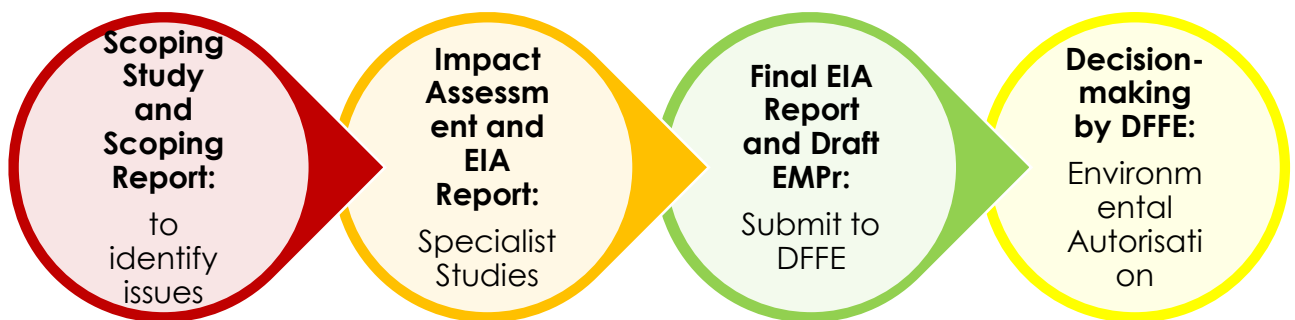 Scoping
Study
and
Scoping
Report:
to
identify
issues
Impact
Assessm
ent and
EIA
Report:
Specialist
Studies
Final EIA
Report
and Draft
EMPr:
Submit to
DFFE
Decision-
making
by DFFE:
Environm
ental
Autorisati
on